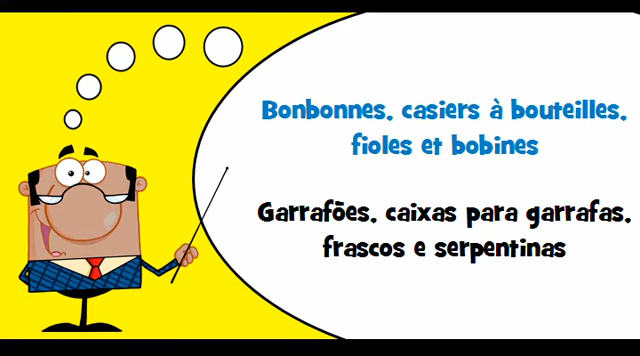 Bonbonnes, casiers à bouteilles,
fioles et bobines
Garrafões, caixas para garrafas,
frascos e serpentinas